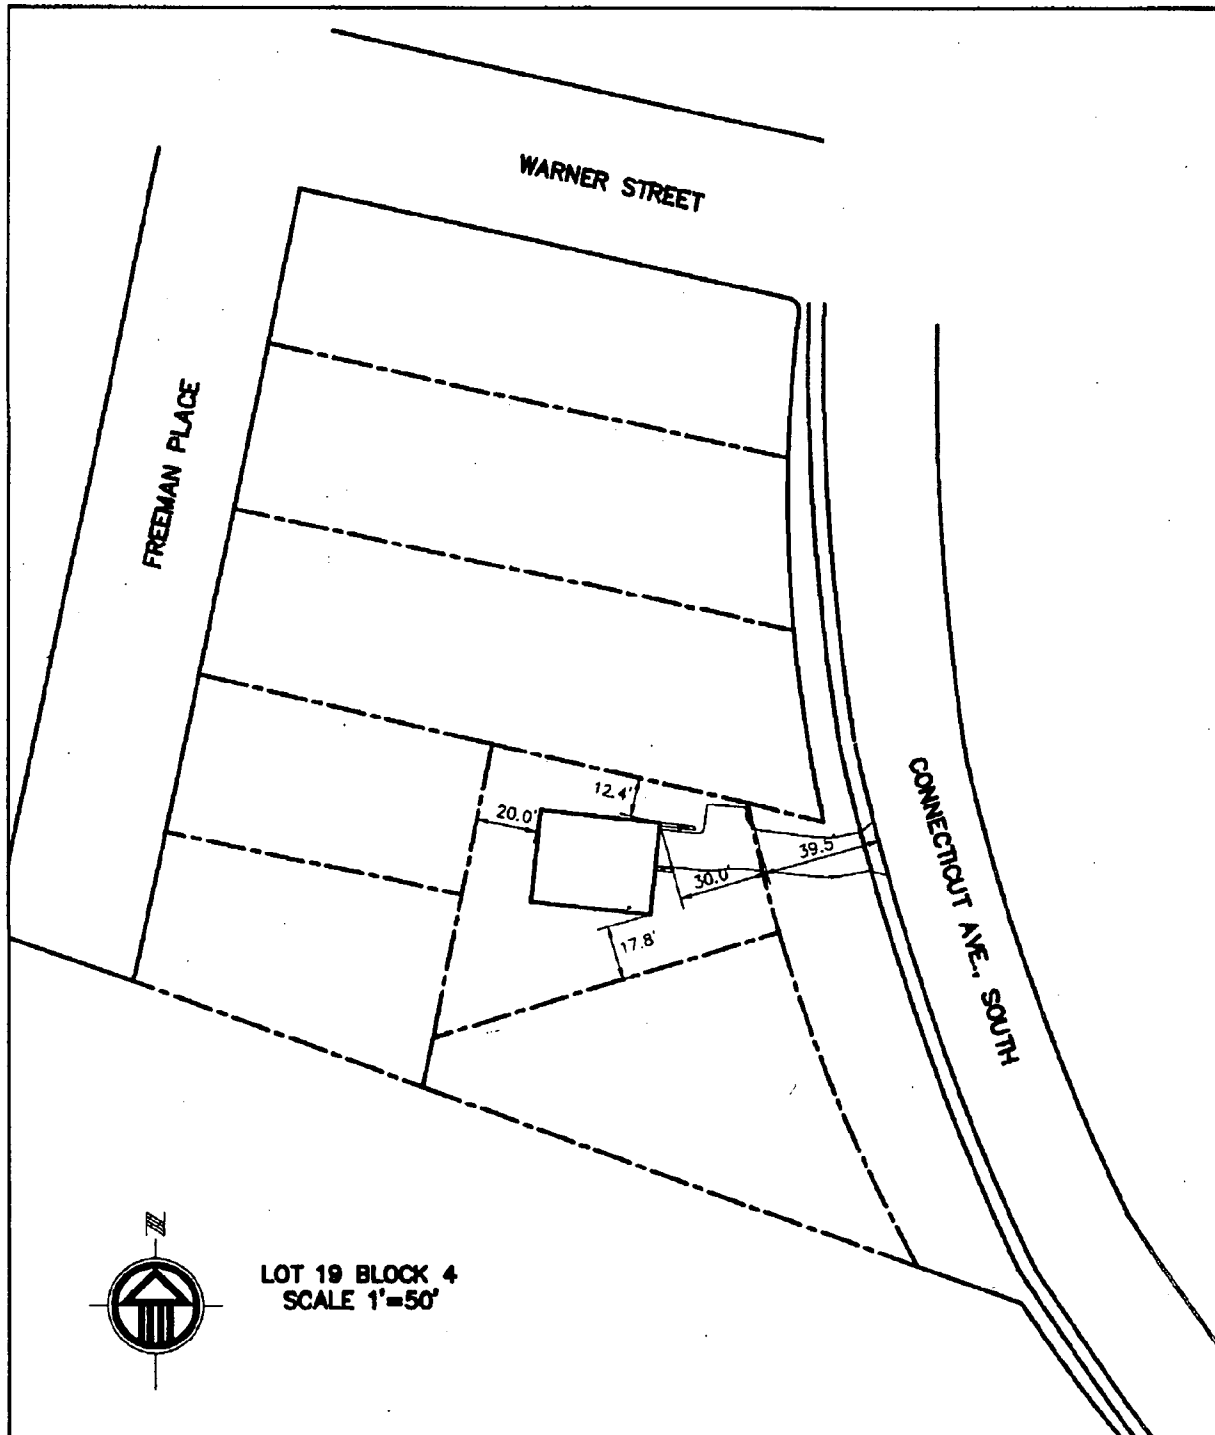 WARNER STREET
FREEMAN PLACE
12.4'
20.0'
39.5'
30.0'
17.8'
CONNECTICUT AVE., SOUTH
N
LOT 19 BLOCK 4
SCALE 1'=50'